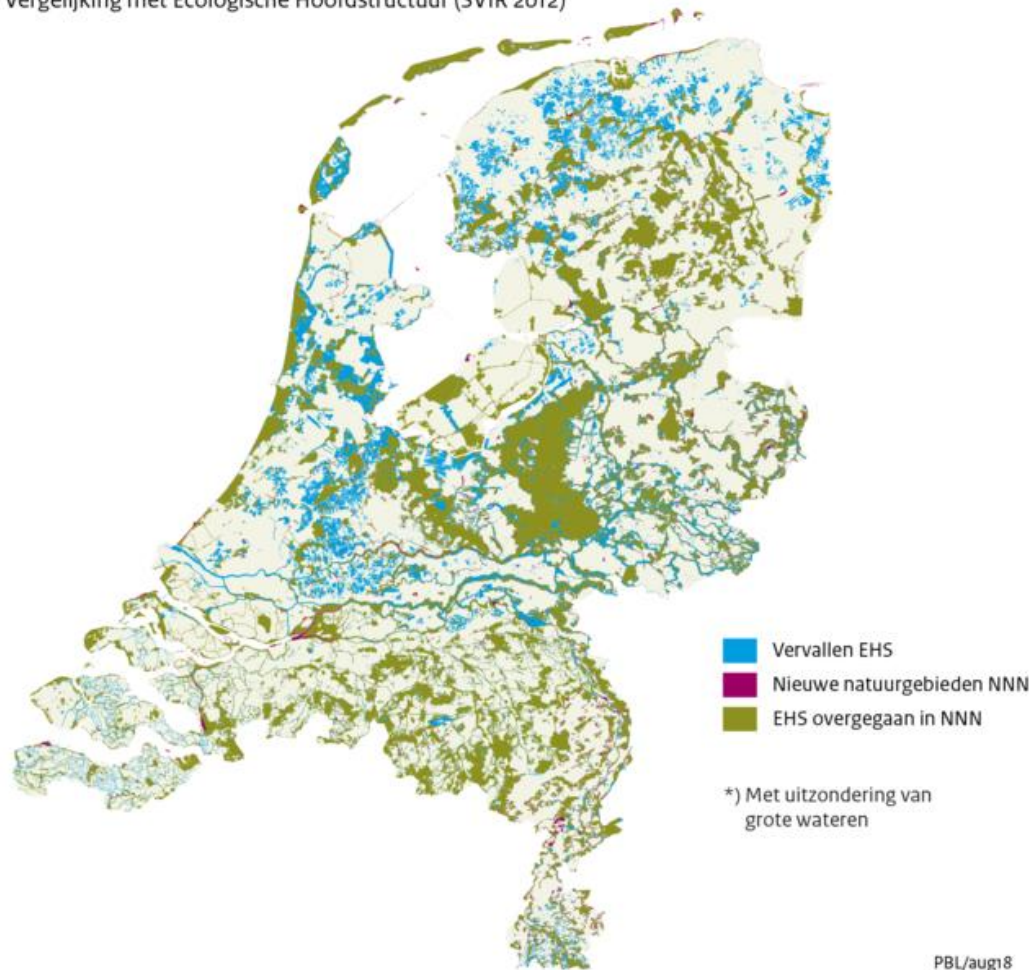 Vergelijking met Ecologische Hoofdstructuur (SVIR 2012)
Vervallen EHS
Nieuwe natuurgebieden NNN
EHS overgegaan in NNN
*) Met uitzondering van
grote wateren
PBL/aug18